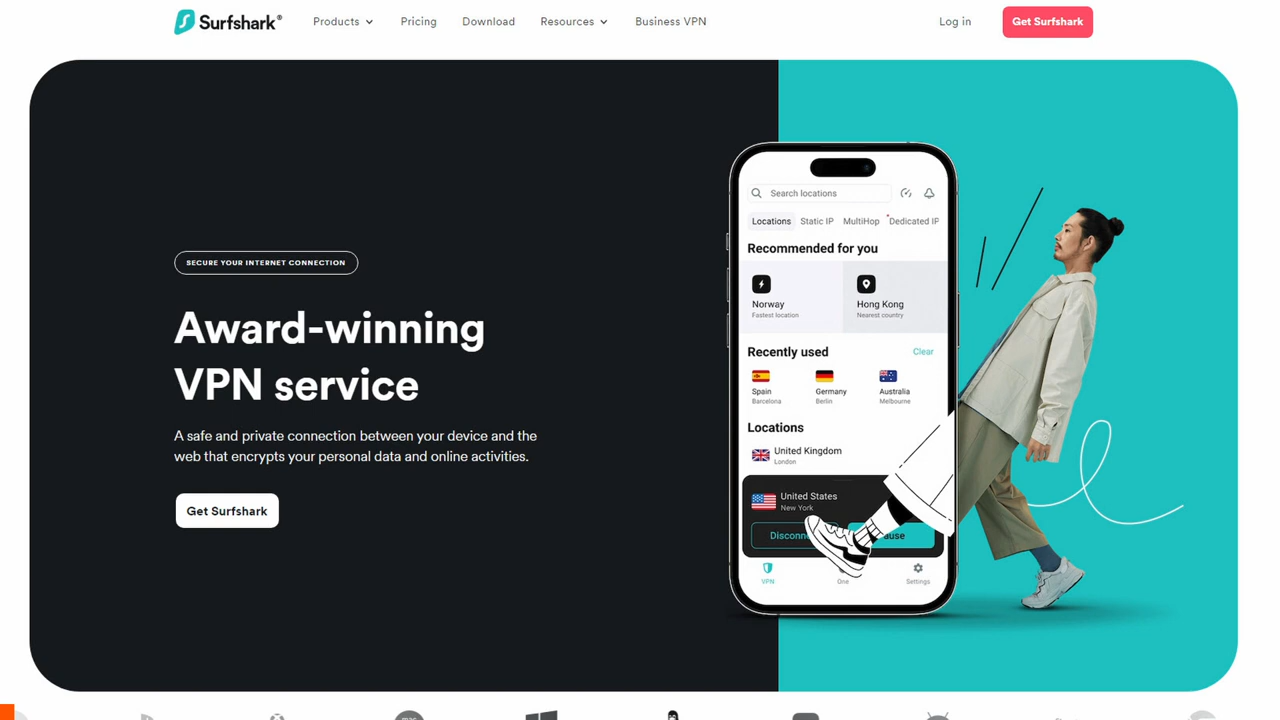 Surfshark®
Products
Pricing
Download
Resources
Business VPN
Log in
Get Surfshark
SECURE YOUR INTERNET CONNECTION
Award-winning
VPN service
A safe and private connection between your device and the
web that encrypts your personal data and online activities.
Get Surfshark
Search locations
Locations Static IP MultiHop Dedicated IP
Recommended for you
Norway
Fastest location
Hong Kong
Nearest country
Recently used Clear
Spain
Barcelona
Germany
Berlin
Australia
Melbourne
Locations
United Kingdom
London
United States
New York
VPN
One
Settings
mac